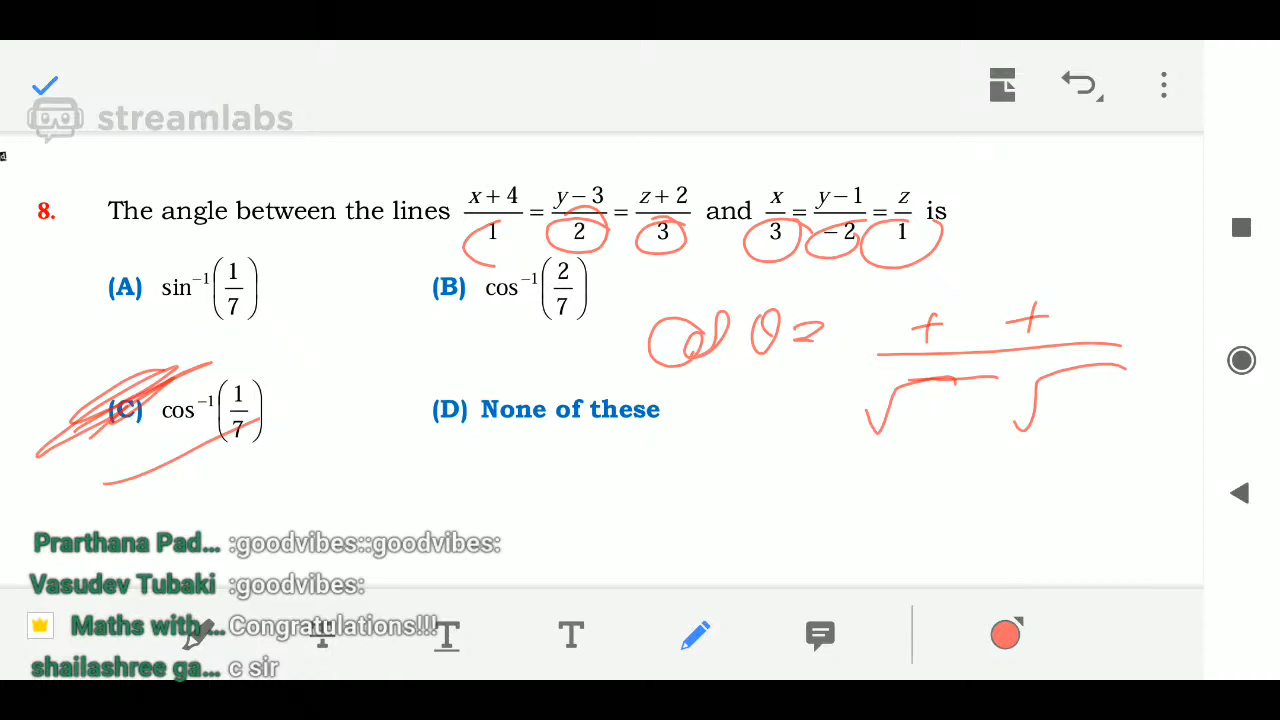 streamlabs
8. The angle between the lines (x + 4)/1 = (y − 3)/2 = (z + 2)/3 and x/3 = (y − 1)/−2 = z/1 is
(A) sin⁻¹(1/7) (B) cos⁻¹(2/7)
cos θ = + +
√ √
(C) cos⁻¹(1/7) (D) None of these
Prarthana Pad... :goodvibes::goodvibes:
Vasudev Tubaki :goodvibes:
Maths with ... Congratulations!!!
shailashree ga... c sir
T T T